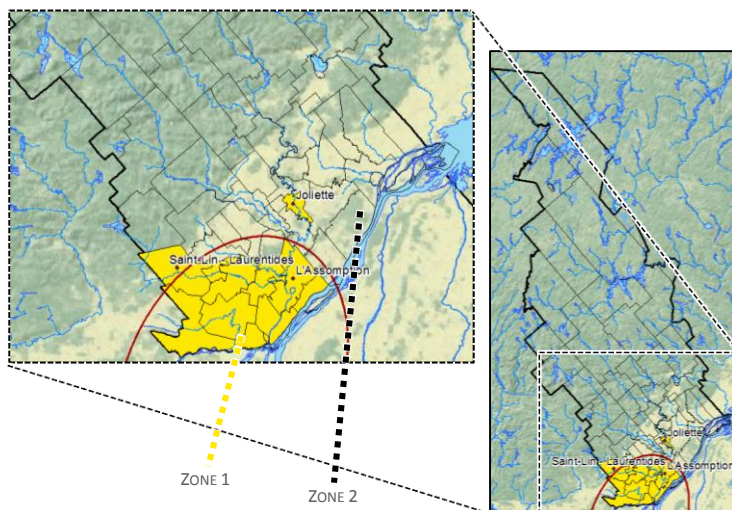 Joliette
Saint-Lin - Laurentides
L'Assomption
ZONE 1
ZONE 2
Joliette
Saint-Lin - Laurentides
L'Assomption